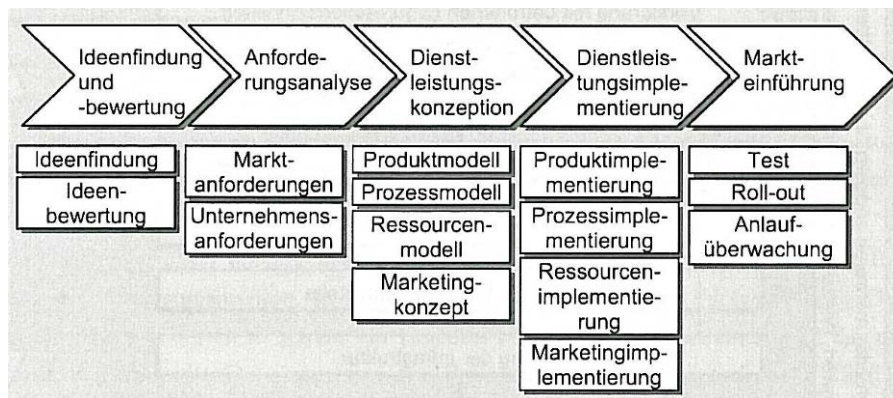 Ideenfindung
und
-bewertung
Anforde-
rungsanalyse
Dienst-
leistungs-
konzeption
Dienstleis-
tungsimple-
mentierung
Markt-
einführung
Ideenfindung
Ideen-
bewertung
Markt-
anforderungen
Unternehmens-
anforderungen
Produktmodell
Prozessmodell
Ressourcen-
modell
Marketing-
konzept
Produktimple-
mentierung
Prozessimple-
mentierung
Ressourcen-
implementie-
rung
Marketingimp-
lementierung
Test
Roll-out
Anlauf-
überwachung